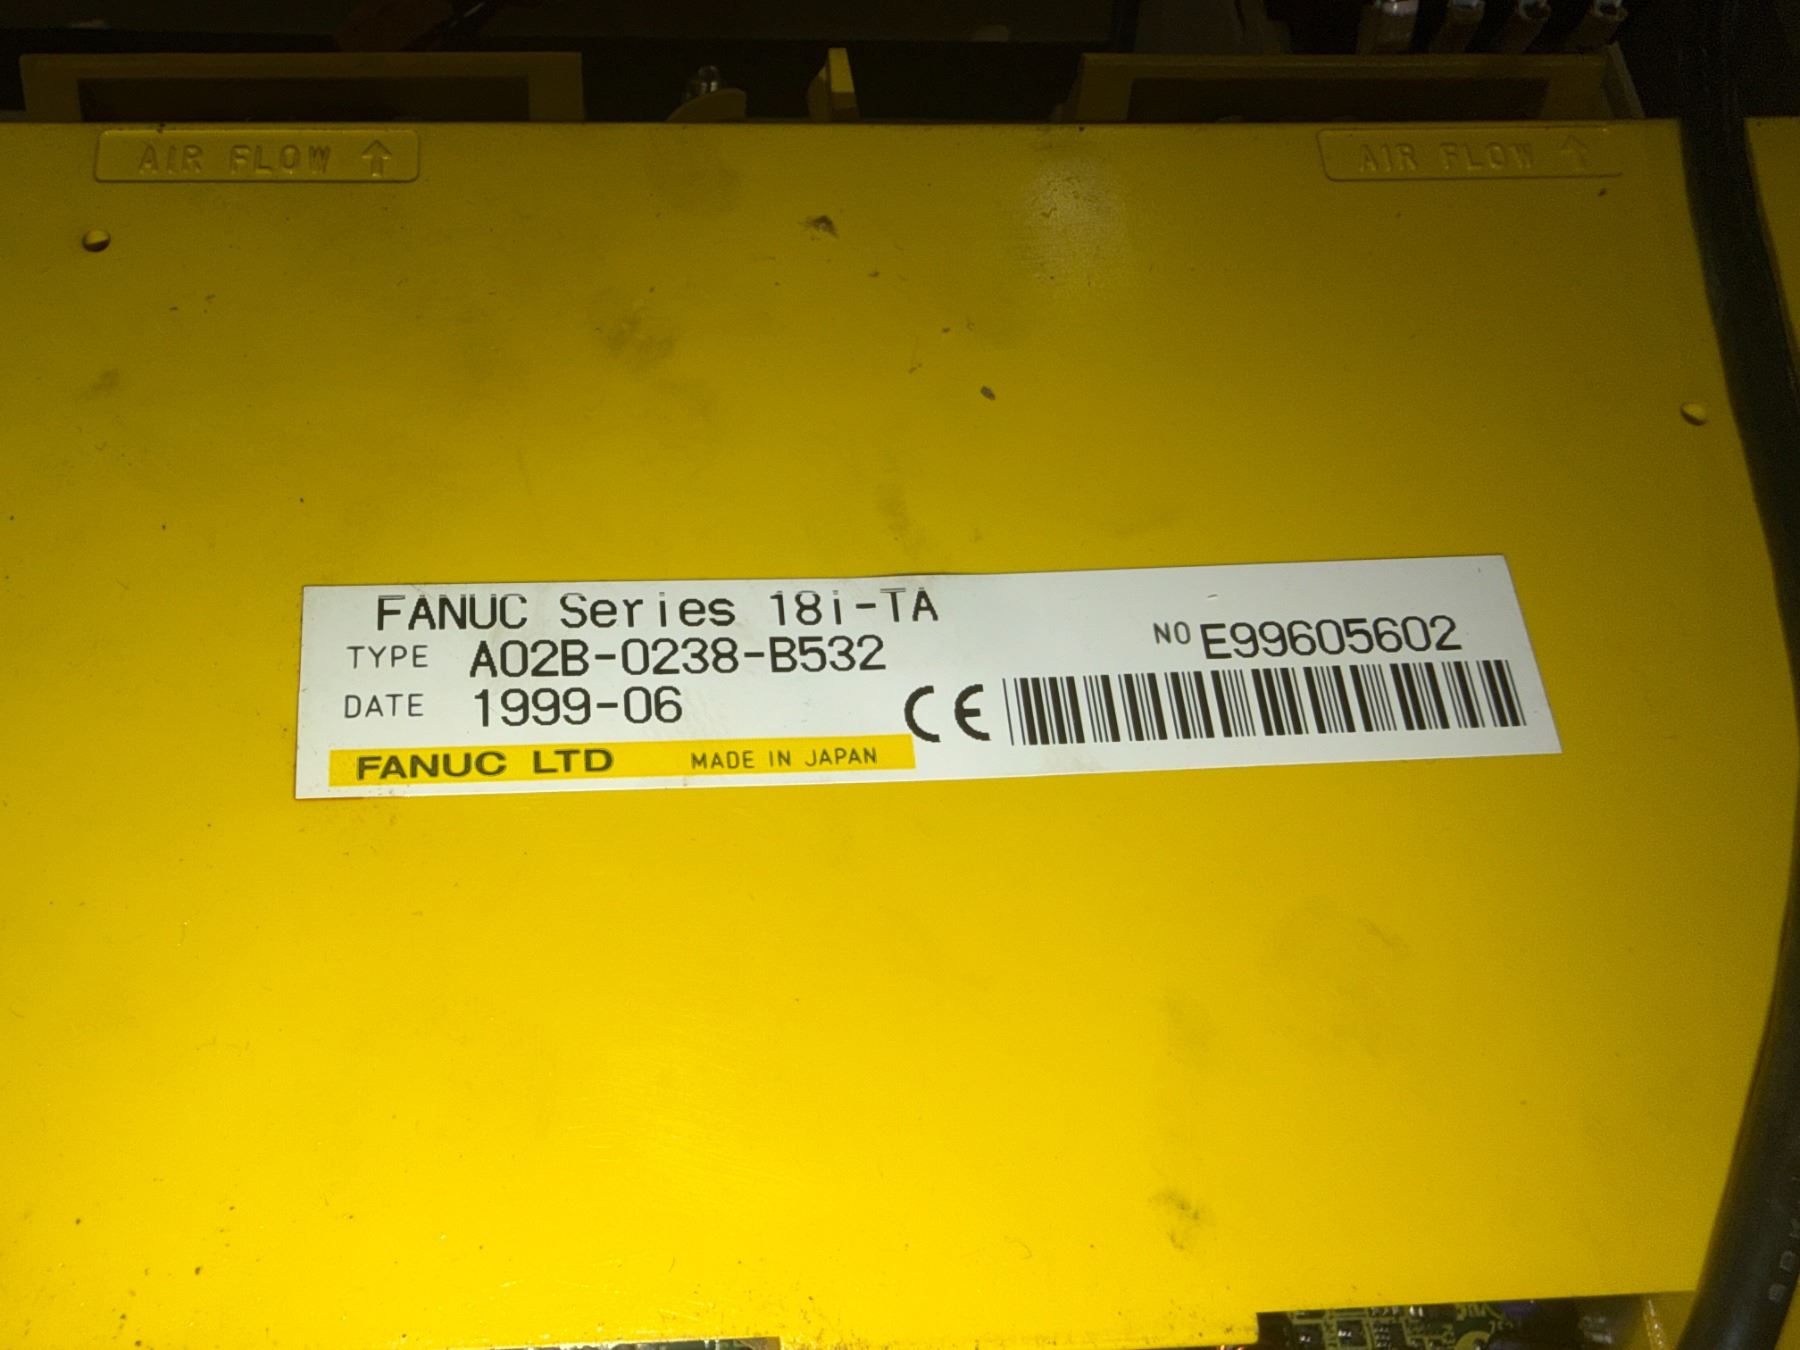 AIR FLOW ↑
AIR FLOW ↑
FANUC Series 18i-TA
TYPE A02B-0238-B532
DATE 1999-06
NO E99605602
CE
FANUC LTD MADE IN JAPAN